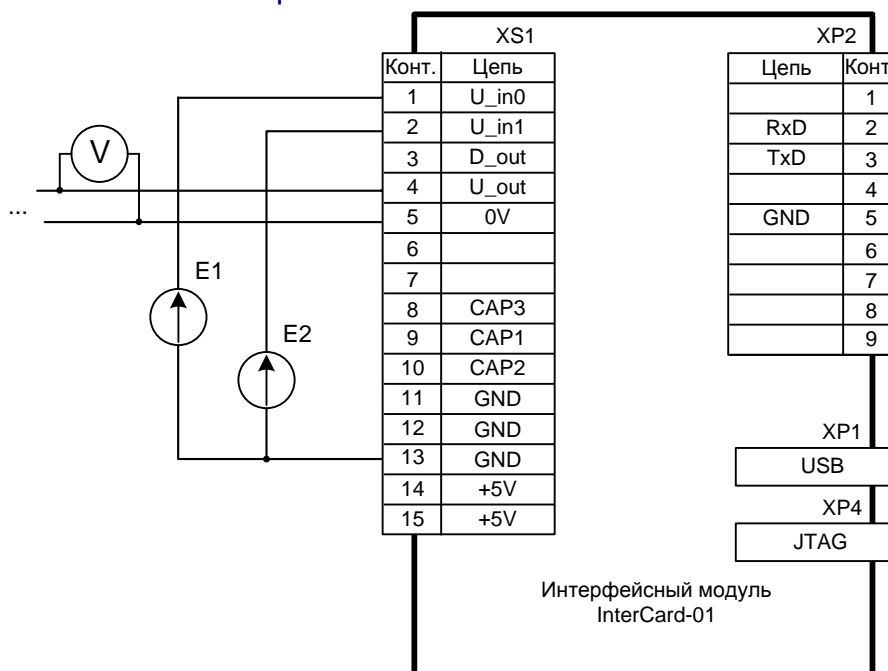 XS1
Конт. Цепь
1 U_in0
2 U_in1
3 D_out
4 U_out
5 0V
6
7
8 CAP3
9 CAP1
10 CAP2
11 GND
12 GND
13 GND
14 +5V
15 +5V
V
...
E1
E2
XP2
Цепь Конт
1
RxD 2
TxD 3
4
GND 5
6
7
8
9
XP1
USB
XP4
JTAG
Интерфейсный модуль
InterCard-01